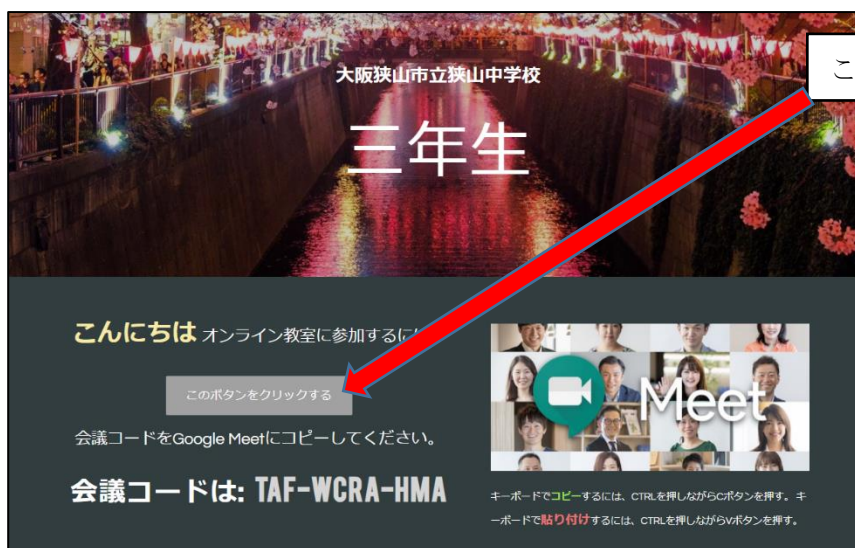 こ
大阪狭山市立狭山中学校
三年生
こんにちは オンライン教室に参加するに
このボタンをクリックする
会議コードをGoogle Meetにコピーしてください。
会議コードは: TAF-WCRA-HMA
Meet
キーボードでコピーするには、CTRLを押しながらCボタンを押す。キ
ーボードで貼り付けするには、CTRLを押しながらVボタンを押す。